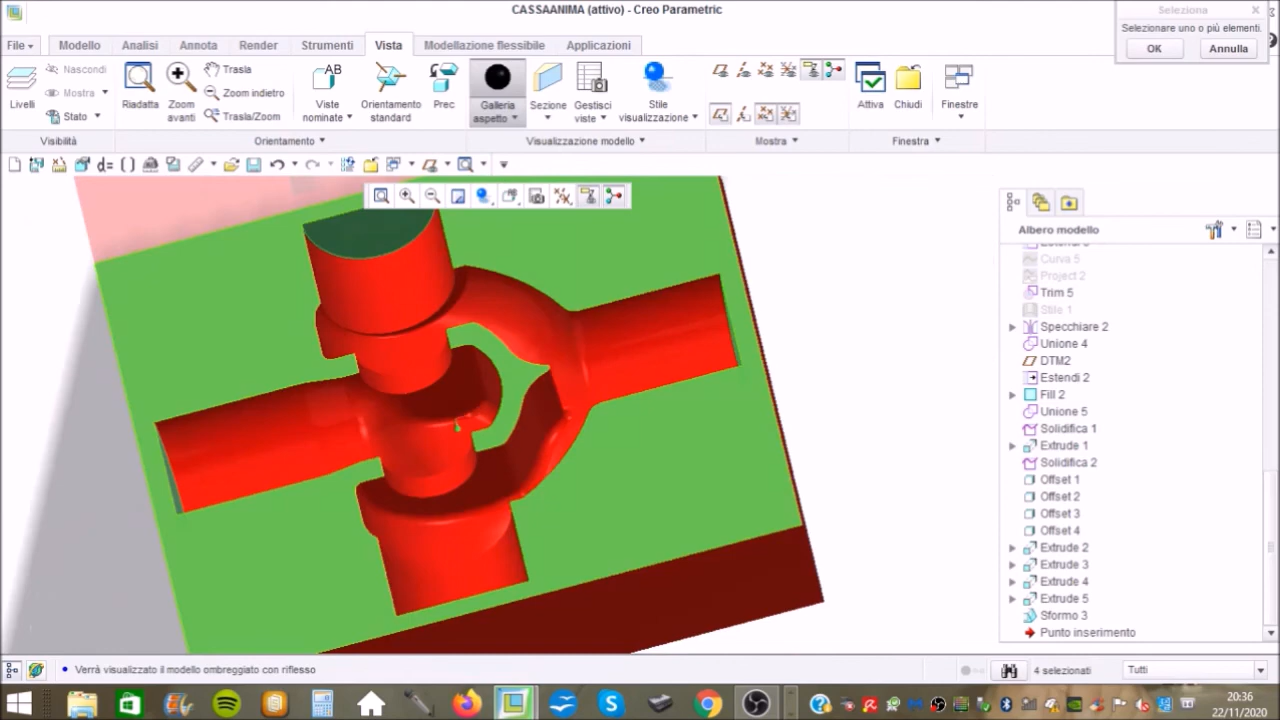 CASSAANIMA (attivo) - Creo Parametric
Seleziona
Selezionare uno o più elementi.
OK Annulla
File Modello Analisi Annota Render Strumenti Vista Modellazione flessibile Applicazioni
Livelli
Nascondi
Mostra
Stato
Riadatta
Zoom avanti
Trasla
Zoom indietro
Trasla/Zoom
Viste nominate
Orientamento standard
Prec
Galleria aspetto
Sezione
Gestisci viste
Stile visualizzazione
Attiva
Chiudi
Finestre
Visibilità Orientamento Visualizzazione modello Mostra Finestra
Albero modello
Curva 5
Project 2
Trim 5
Stile 1
Specchiare 2
Unione 4
DTM2
Estendi 2
Fill 2
Unione 5
Solidifica 1
Extrude 1
Solidifica 2
Offset 1
Offset 2
Offset 3
Offset 4
Extrude 2
Extrude 3
Extrude 4
Extrude 5
Sformo 3
Punto inserimento
Verrà visualizzato il modello ombreggiato con riflesso
4 selezionati
Tutti
20:36
22/11/2020